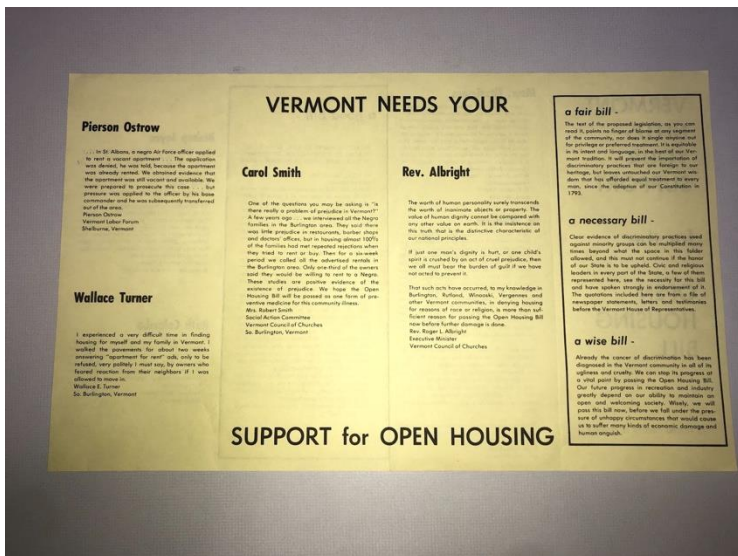 VERMONT NEEDS YOUR
Pierson Ostrow
. . . In St. Albans, a negro Air Force officer applied
to rent a vacant apartment . . . The application
was denied, he was told, because the apartment
was already rented. We obtained evidence that
the apartment was still vacant and available. We
were prepared to prosecute this case . . . but
pressure was applied to the officer by his base
commander and he was subsequently transferred
out of the area.
Pierson Ostrow
Vermont Labor Forum
Shelburne, Vermont
Wallace Turner
I experienced a very difficult time in finding
housing for myself and my family in Vermont. I
walked the pavements for about two weeks
answering "apartment for rent" ads, only to be
refused, very politely I must say, by owners who
feared reaction from their neighbors if I was
allowed to move in.
Wallace E. Turner
So. Burlington, Vermont
Carol Smith
One of the questions you may be asking is "is
there really a problem of prejudice in Vermont?"
A few years ago . . . we interviewed all the Negro
families in the Burlington area. They said there
was little prejudice in restaurants, barber shops
and doctors' offices, but in housing almost 100%
of the families had met repeated rejections when
they tried to rent or buy. Then for a six-week
period we called all the advertised rentals in
the Burlington area. Only one-third of the owners
said they would be willing to rent to a Negro.
These studies are positive evidence of the
existence of prejudice. We hope the Open
Housing Bill will be passed as one form of pre-
ventive medicine for this community illness.
Mrs. Robert Smith
Social Action Committee
Vermont Council of Churches
So. Burlington, Vermont
Rev. Albright
The worth of human personality surely transcends
the worth of inanimate objects or property. The
value of human dignity cannot be compared with
any other value on earth. It is the insistence on
this truth that is the distinctive characteristic of
our national principles.
If just one man's dignity is hurt, or one child's
spirit is crushed by an act of cruel prejudice, then
we all must bear the burden of guilt if we have
not acted to prevent it.
That such acts have occurred, to my knowledge in
Burlington, Rutland, Winooski, Vergennes and
other Vermont communities, in denying housing
for reasons of race or religion, is more than suf-
ficient reason for passing the Open Housing Bill
now before further damage is done.
Rev. Roger L. Albright
Executive Minister
Vermont Council of Churches
a fair bill -
The text of the proposed legislation, as you can
read it, points no finger of blame at any segment
of the community, nor does it single anyone out
for privilege or preferred treatment. It is equitable
in its intent and language, in the best of our Ver-
mont tradition. It will prevent the importation of
discriminatory practices that are foreign to our
heritage, but leaves untouched our Vermont wis-
dom that has afforded equal treatment to every
man, since the adoption of our Constitution in
1793.
a necessary bill -
Clear evidence of discriminatory practices used
against minority groups can be multiplied many
times beyond what the space in this folder
allowed, and this must not continue if the honor
of our State is to be upheld. Civic and religious
leaders in every part of the State, a few of them
represented here, see the necessity for this bill
and have spoken strongly in endorsement of it.
The quotations included here are from a file of
newspaper statements, letters and testimonies
before the Vermont House of Representatives.
a wise bill -
Already the cancer of discrimination has been
diagnosed in the Vermont community in all of its
ugliness and cruelty. We can stop its progress at
a vital point by passing the Open Housing Bill.
Our future progress in recreation and industry
greatly depend on our ability to maintain an
open and welcoming society. Wisely, we will
pass this bill now, before we fall under the pres-
sure of unhappy circumstances that would cause
us to suffer many kinds of economic damage and
human anguish.
SUPPORT for OPEN HOUSING